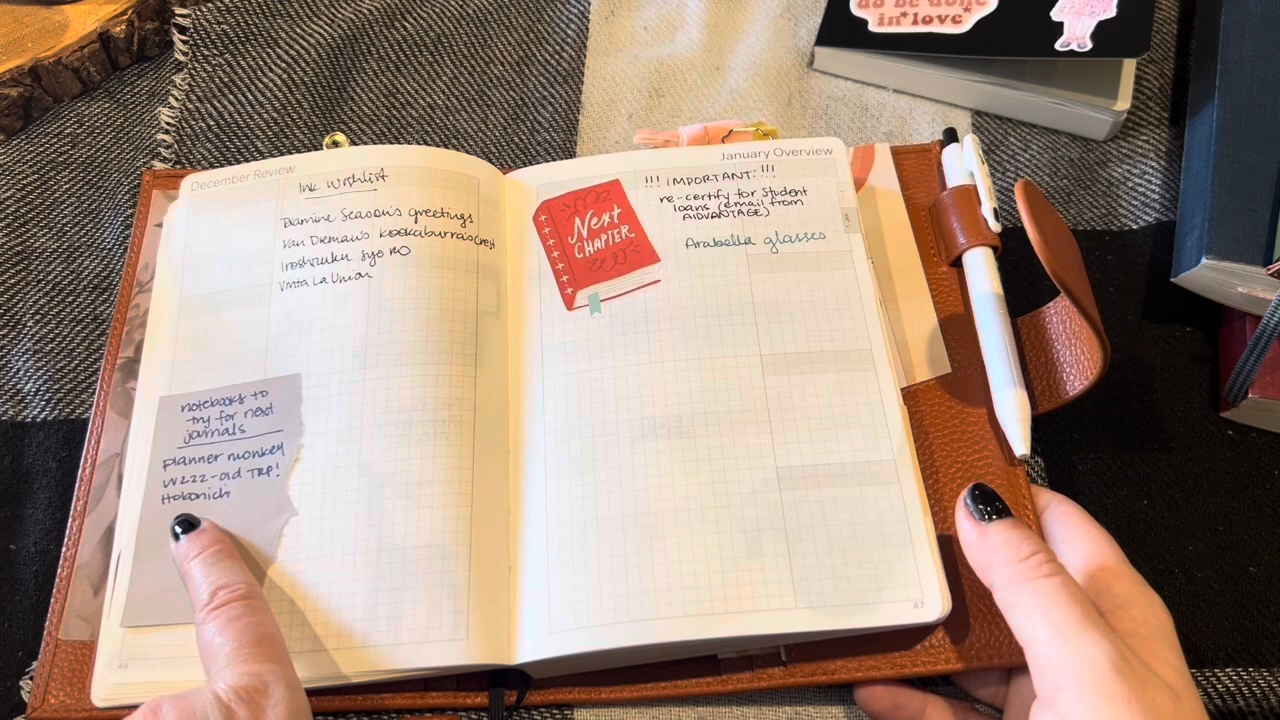 do be done
in*love*
December Review
Ink Wishlist
Diamine Season's greetings
Van Dieman's Kookaburra's Crest
Iroshizuku syo ro
Vinta La Union
notebooks to
try for next
journals
planner monkey
W222-old TRP!
Hobonichi
46
January Overview
Next
CHAPTER
!!! IMPORTANT: !!!
re-certify for student
loans (email from
AIDVANTAGE)
Arabella glasses
47